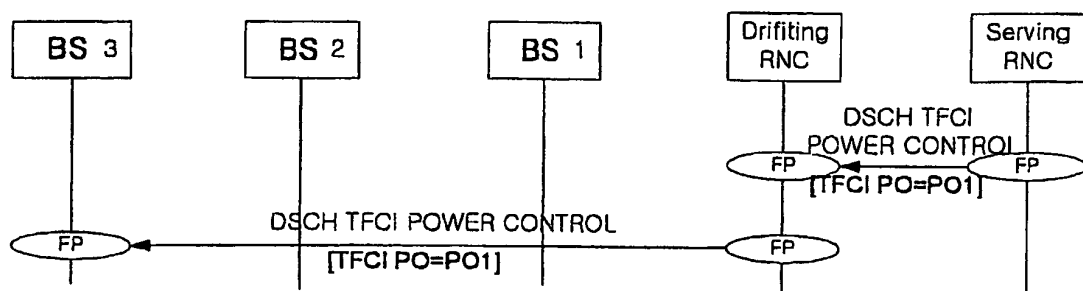 BS 3
BS 2
BS 1
Drifiting
RNC
Serving
RNC
DSCH TFCI
POWER CONTROL
FP
FP
[TFCI PO=PO1]
DSCH TFCI POWER CONTROL
FP
FP
[TFCI PO=PO1]